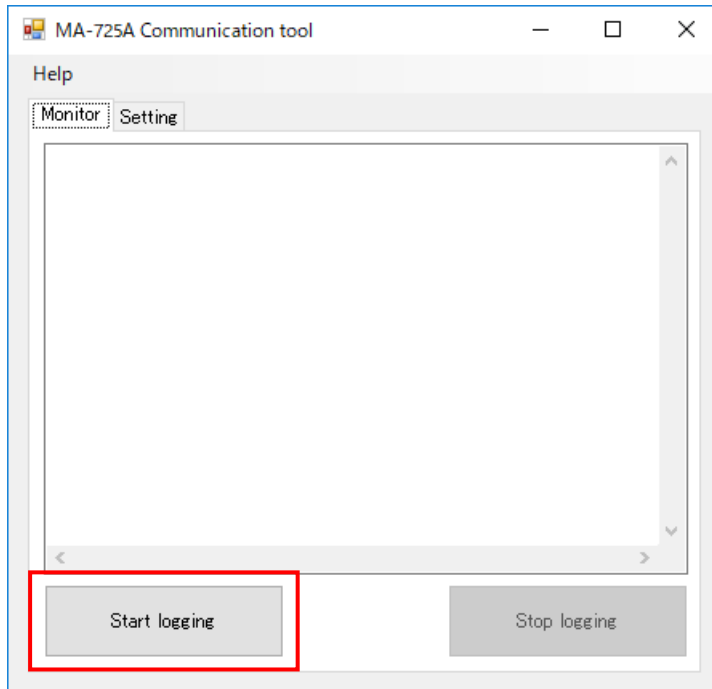 MA-725A Communication tool
Help
Monitor Setting
Start logging Stop logging